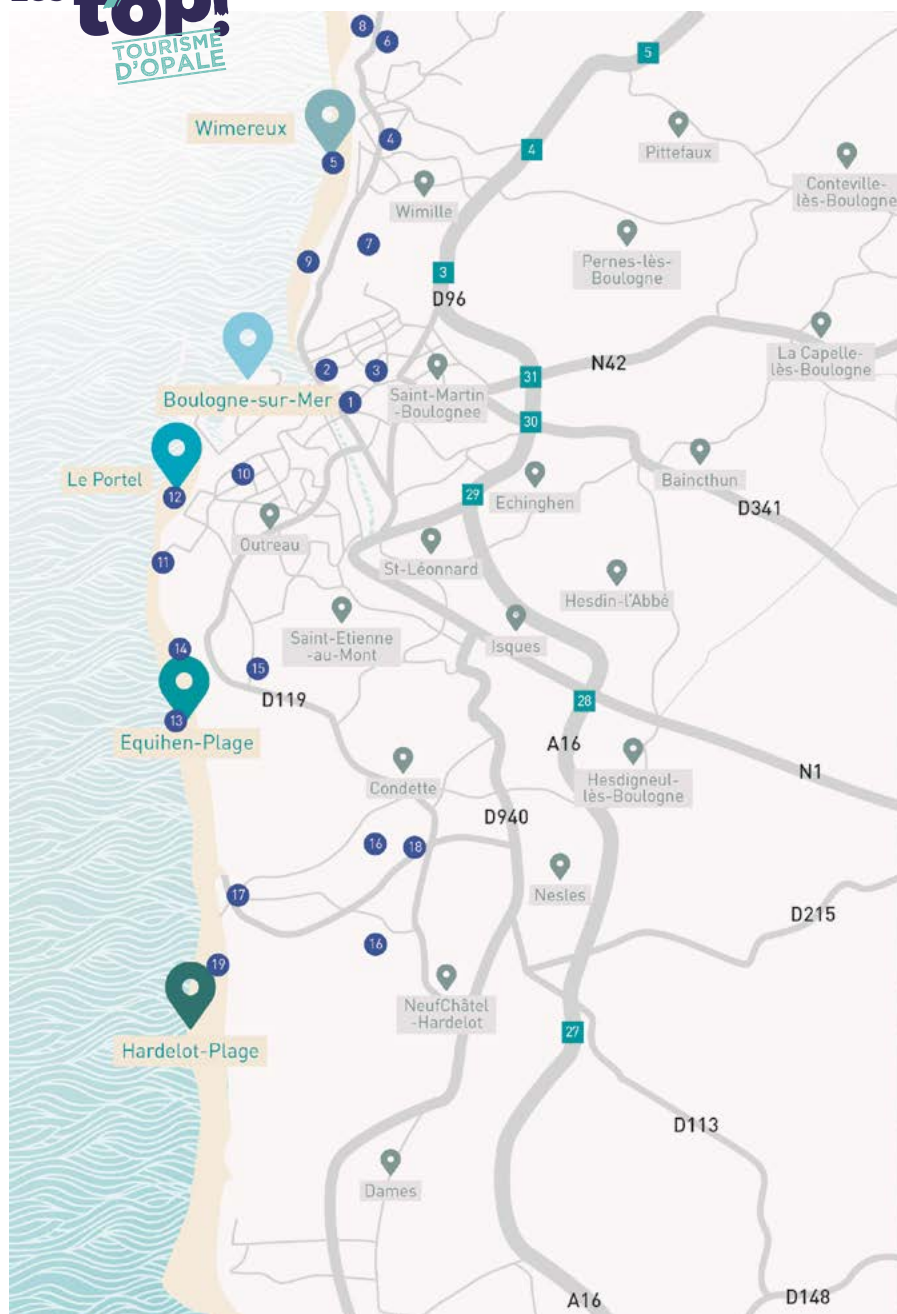 top!
TOURISME
D'OPALE
8
6
5
Wimereux
4
4
Pittefaux
5
Conteville-
lès-Boulogne
Wimille
7
Pernes-lès-
Boulogne
9
3
D96
2
3
31
N42
La Capelle-
lès-Boulogne
Saint-Martin
-Boulognee
Boulogne-sur-Mer
1
30
Le Portel
10
Baincthun
12
29
Echinghen
D341
Outreau
11
St-Léonnard
Hesdin-l'Abbé
Saint-Etienne
-au-Mont
Isques
14
15
D119
28
13
Equihen-Plage
A16
Hesdigneul-
lès-Boulogne
N1
Condette
D940
16
18
Nesles
17
D215
16
19
NeufChâtel
-Hardelot
27
Hardelot-Plage
D113
Dames
A16
D148